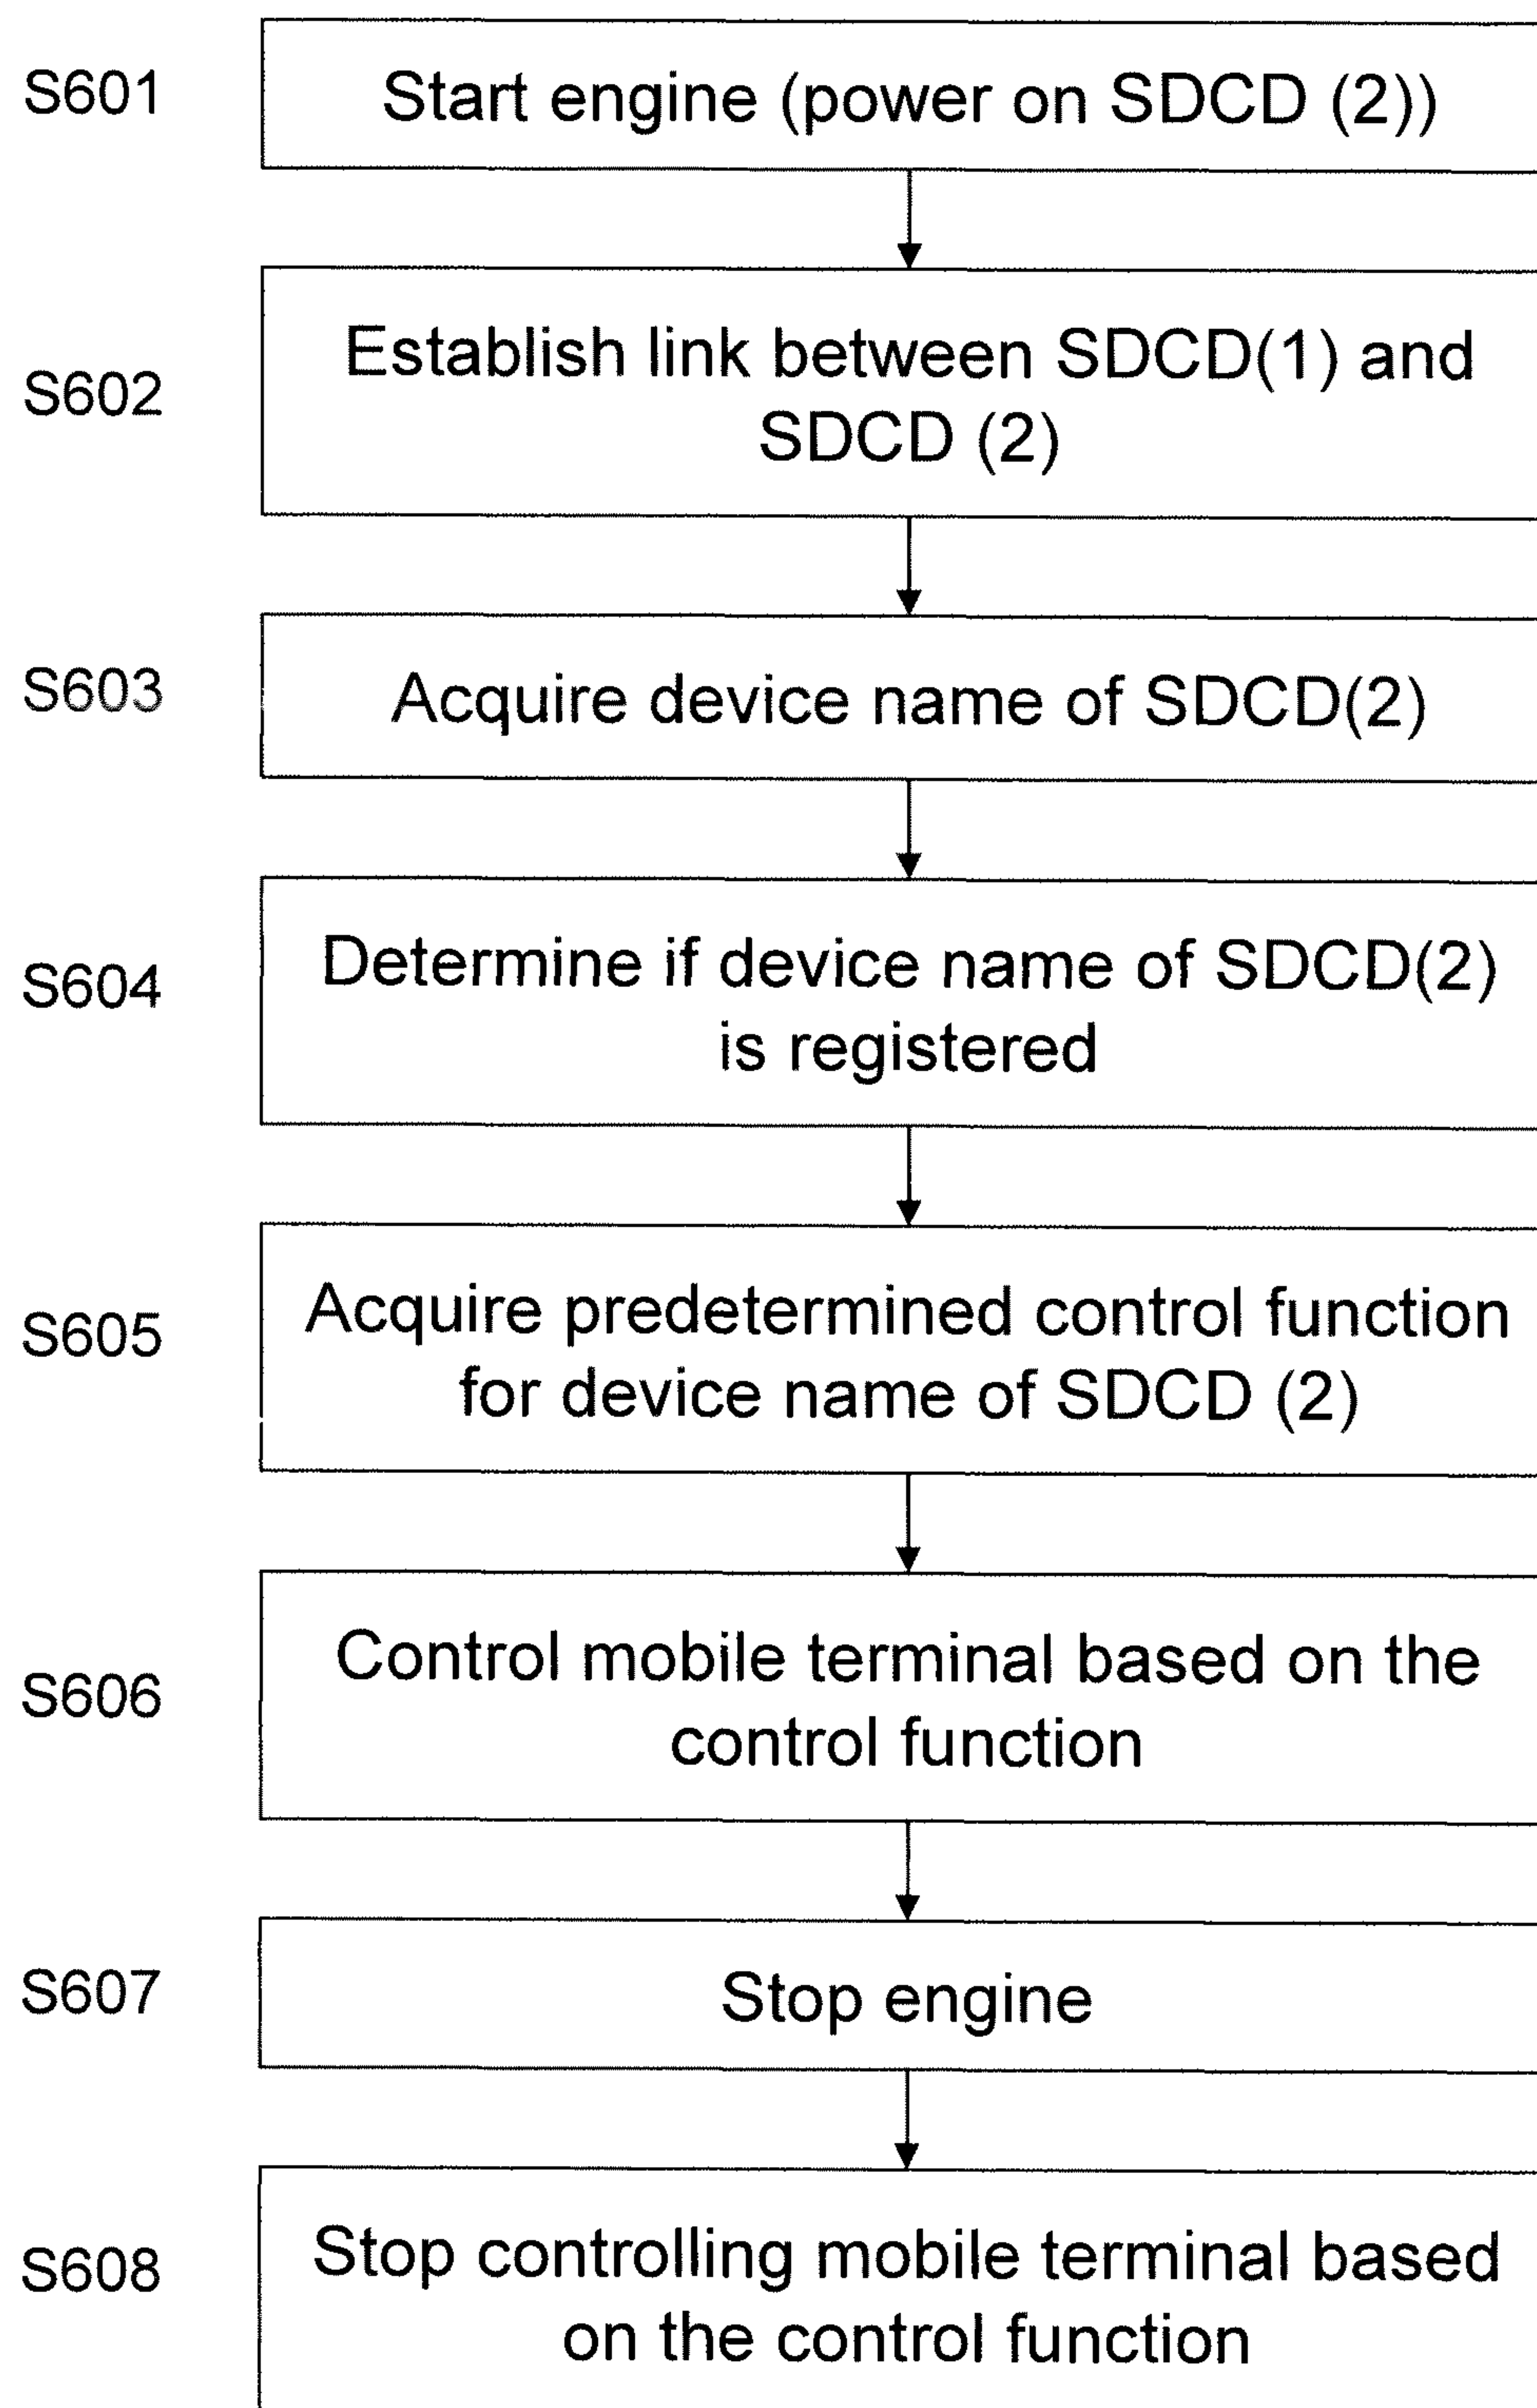 S601
Start engine (power on SDCD (2))
S602
Establish link between SDCD(1) and
SDCD (2)
S603
Acquire device name of SDCD(2)
S604
Determine if device name of SDCD(2)
is registered
S605
Acquire predetermined control function
for device name of SDCD (2)
S606
Control mobile terminal based on the
control function
S607
Stop engine
S608
Stop controlling mobile terminal based
on the control function